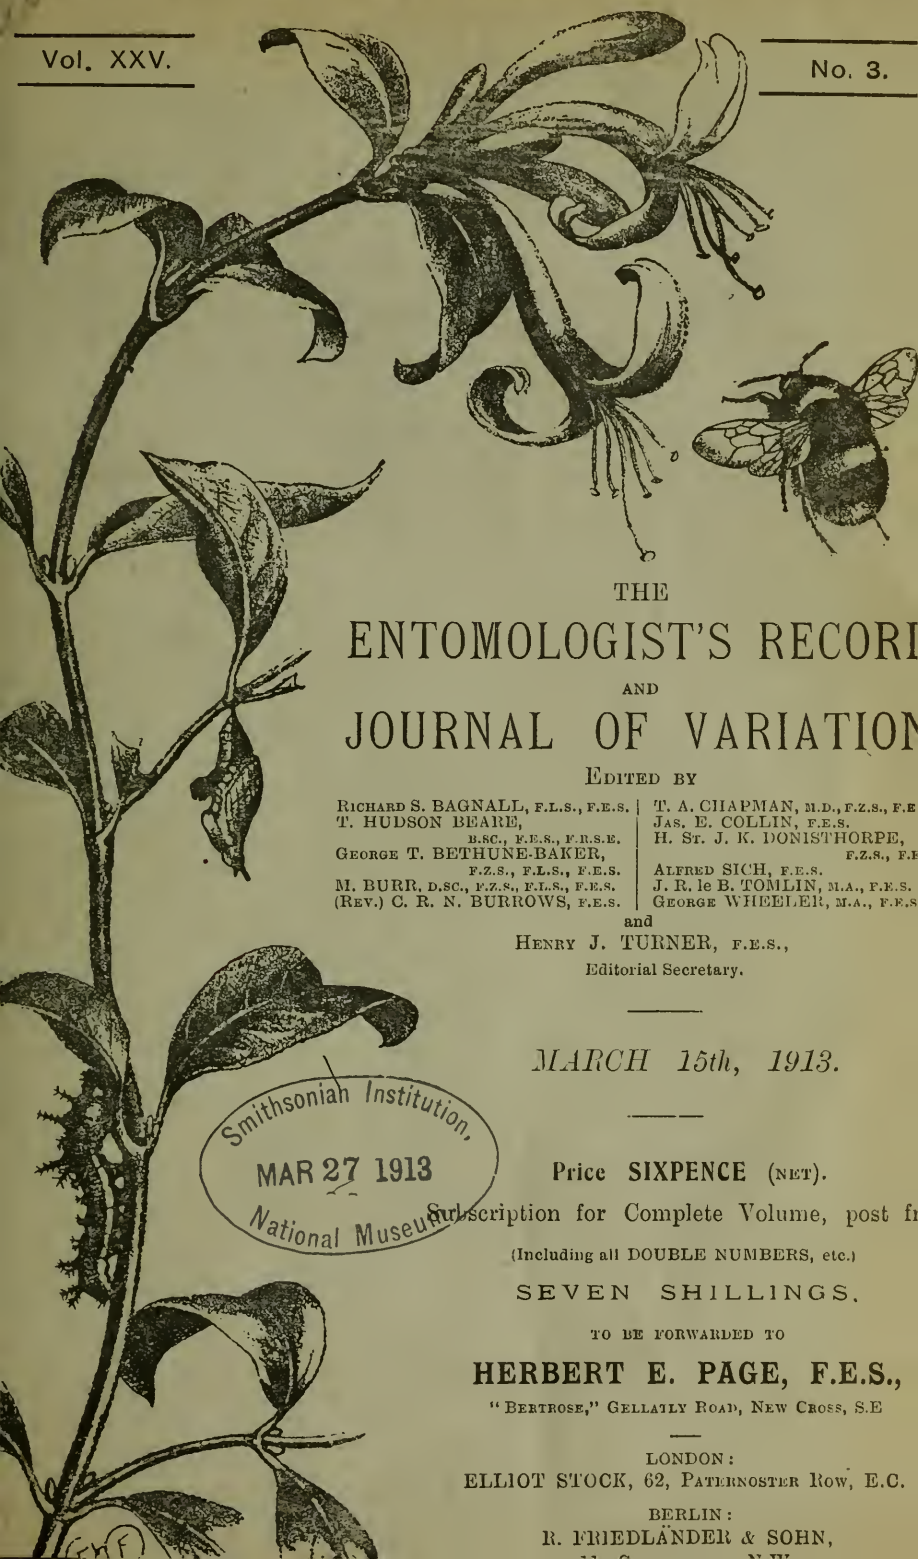 Vol. XXV.
No. 3.
THE
ENTOMOLOGIST'S RECORD
AND
JOURNAL OF VARIATION
EDITED BY
RICHARD S. BAGNALL, F.L.S., F.E.S.
T. HUDSON BEARE,
B.SC., F.E.S., F.R.S.E.
GEORGE T. BETHUNE-BAKER,
F.Z.S., F.L.S., F.E.S.
M. BURR, D.SC., F.Z.S., F.L.S., F.E.S.
(REV.) C. R. N. BURROWS, F.E.S.
T. A. CHAPMAN, M.D., F.Z.S., F.E
JAS. E. COLLIN, F.E.S.
H. ST. J. K. DONISTHORPE,
F.Z.S., F.E
ALFRED SICH, F.E.S.
J. R. le B. TOMLIN, M.A., F.E.S.
GEORGE WHEELER, M.A., F.E.S
and
HENRY J. TURNER, F.E.S.,
Editorial Secretary.
MARCH 15th, 1913.
Smithsonian Institution,
MAR 27 1913
National Museum
Price SIXPENCE (NET).
Subscription for Complete Volume, post fr
(Including all DOUBLE NUMBERS, etc.)
SEVEN SHILLINGS.
TO BE FORWARDED TO
HERBERT E. PAGE, F.E.S.,
"BERTROSE," GELLATLY ROAD, NEW CROSS, S.E
LONDON:
ELLIOT STOCK, 62, PATERNOSTER ROW, E.C.
BERLIN:
R. FRIEDLÄNDER & SOHN,